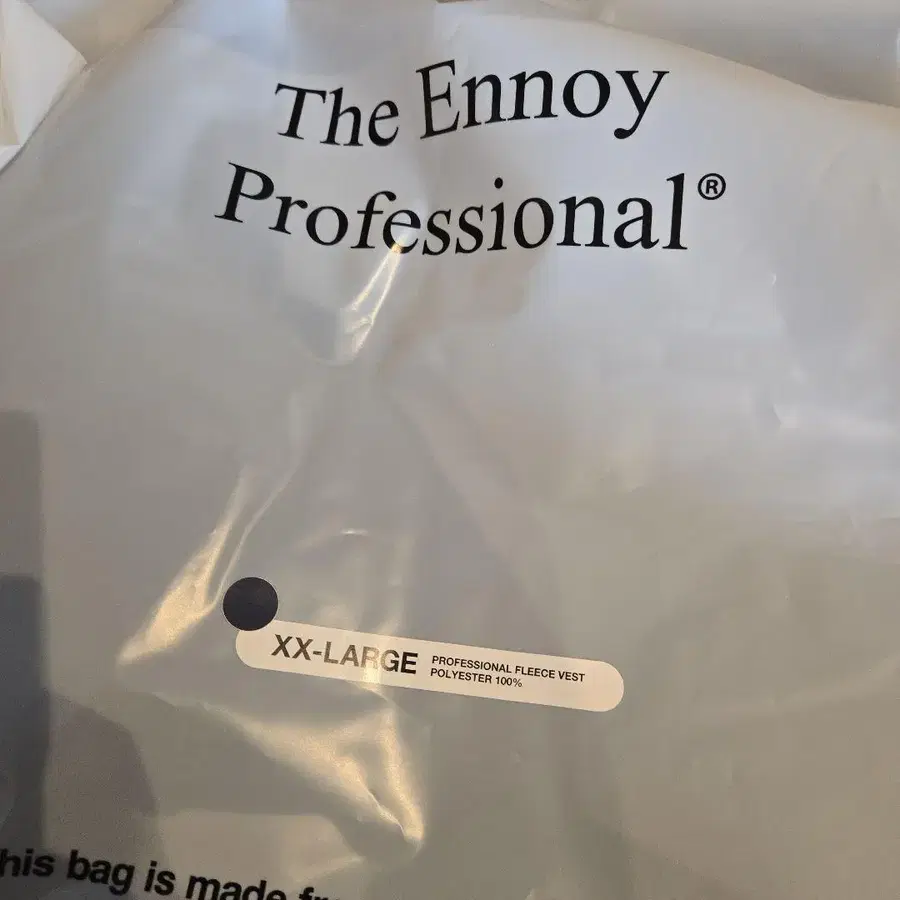 The Ennoy
Professional®
XX-LARGE
PROFESSIONAL FLEECE VEST
POLYESTER 100%
his bag is made